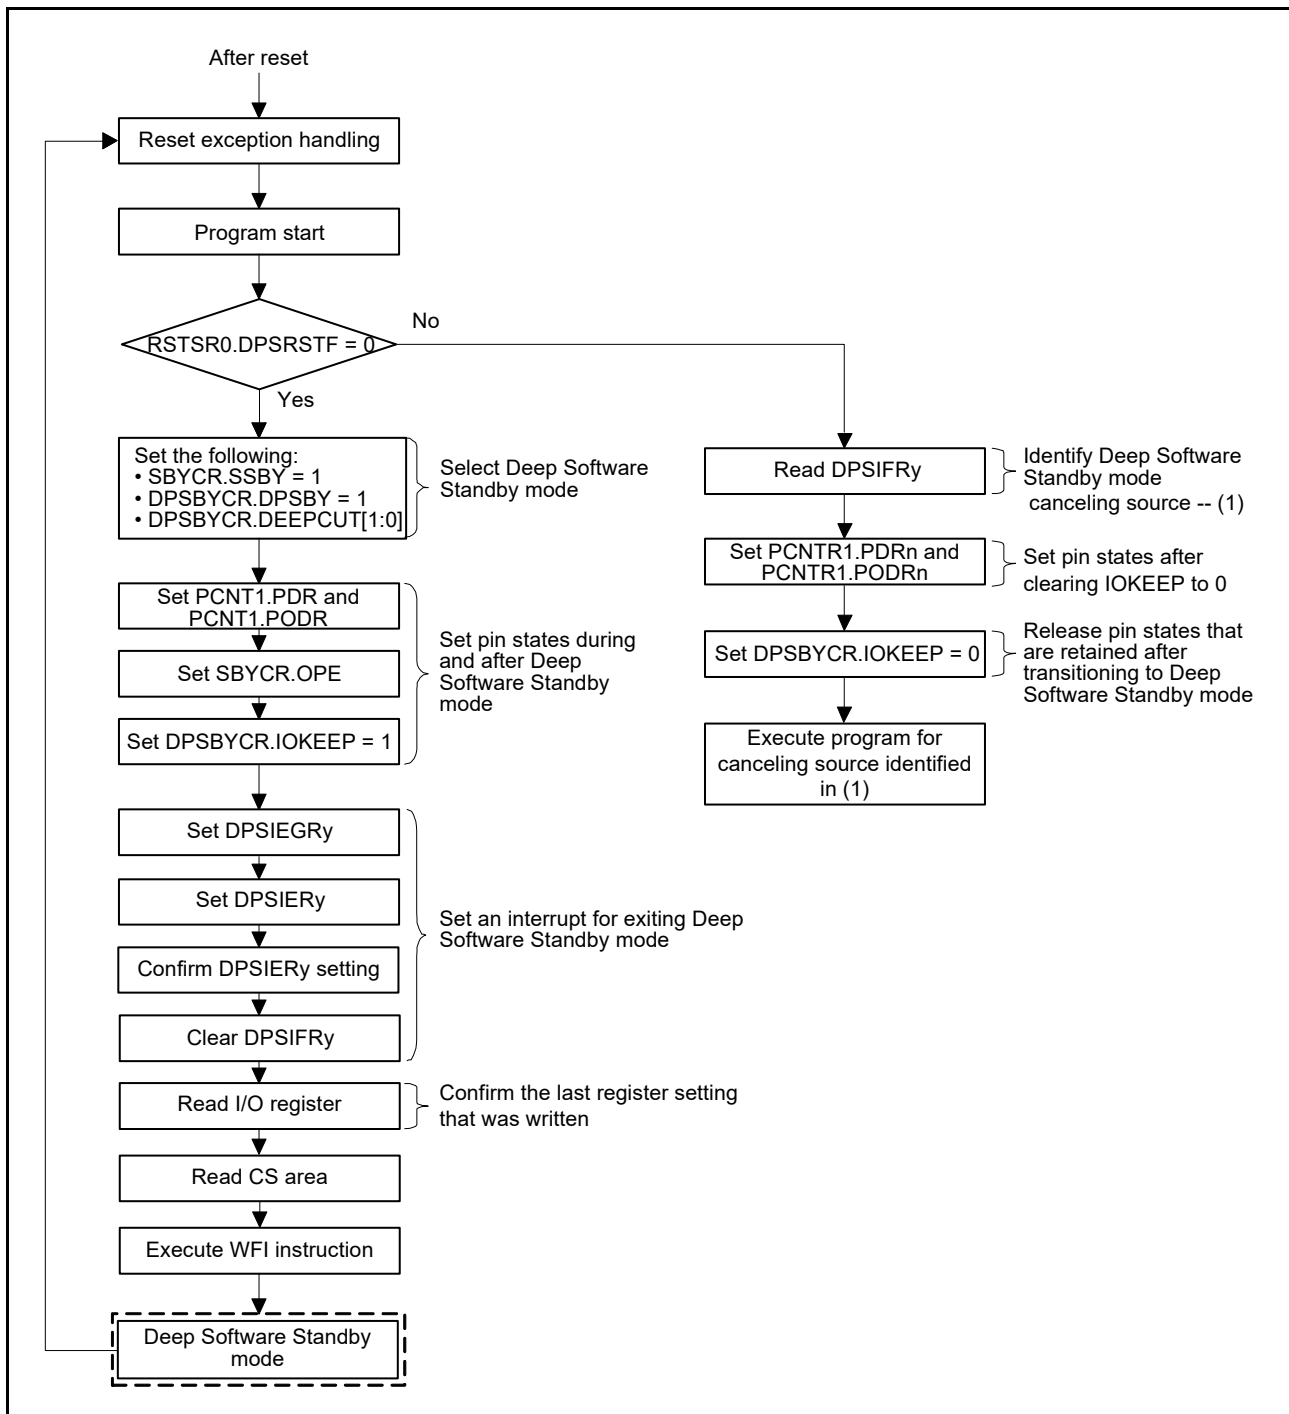 After reset
Reset exception handling
Program start
RSTSR0.DPSRSTF = 0
No
Yes
Set the following:
• SBYCR.SSBY = 1
• DPSBYCR.DPSBY = 1
• DPSBYCR.DEEPCUT[1:0]
Select Deep Software
Standby mode
Set PCNT1.PDR and
PCNT1.PODR
Set SBYCR.OPE
Set DPSBYCR.IOKEEP = 1
Set pin states during
and after Deep
Software Standby
mode
Set DPSIEGRy
Set DPSIERy
Confirm DPSIERy setting
Clear DPSIFRy
Set an interrupt for exiting Deep
Software Standby mode
Read I/O register
Confirm the last register setting
that was written
Read CS area
Execute WFI instruction
Deep Software Standby
mode
Read DPSIFRy
Identify Deep Software
Standby mode
canceling source -- (1)
Set PCNTR1.PDRn and
PCNTR1.PODRn
Set pin states after
clearing IOKEEP to 0
Set DPSBYCR.IOKEEP = 0
Release pin states that
are retained after
transitioning to Deep
Software Standby mode
Execute program for
canceling source identified
in (1)